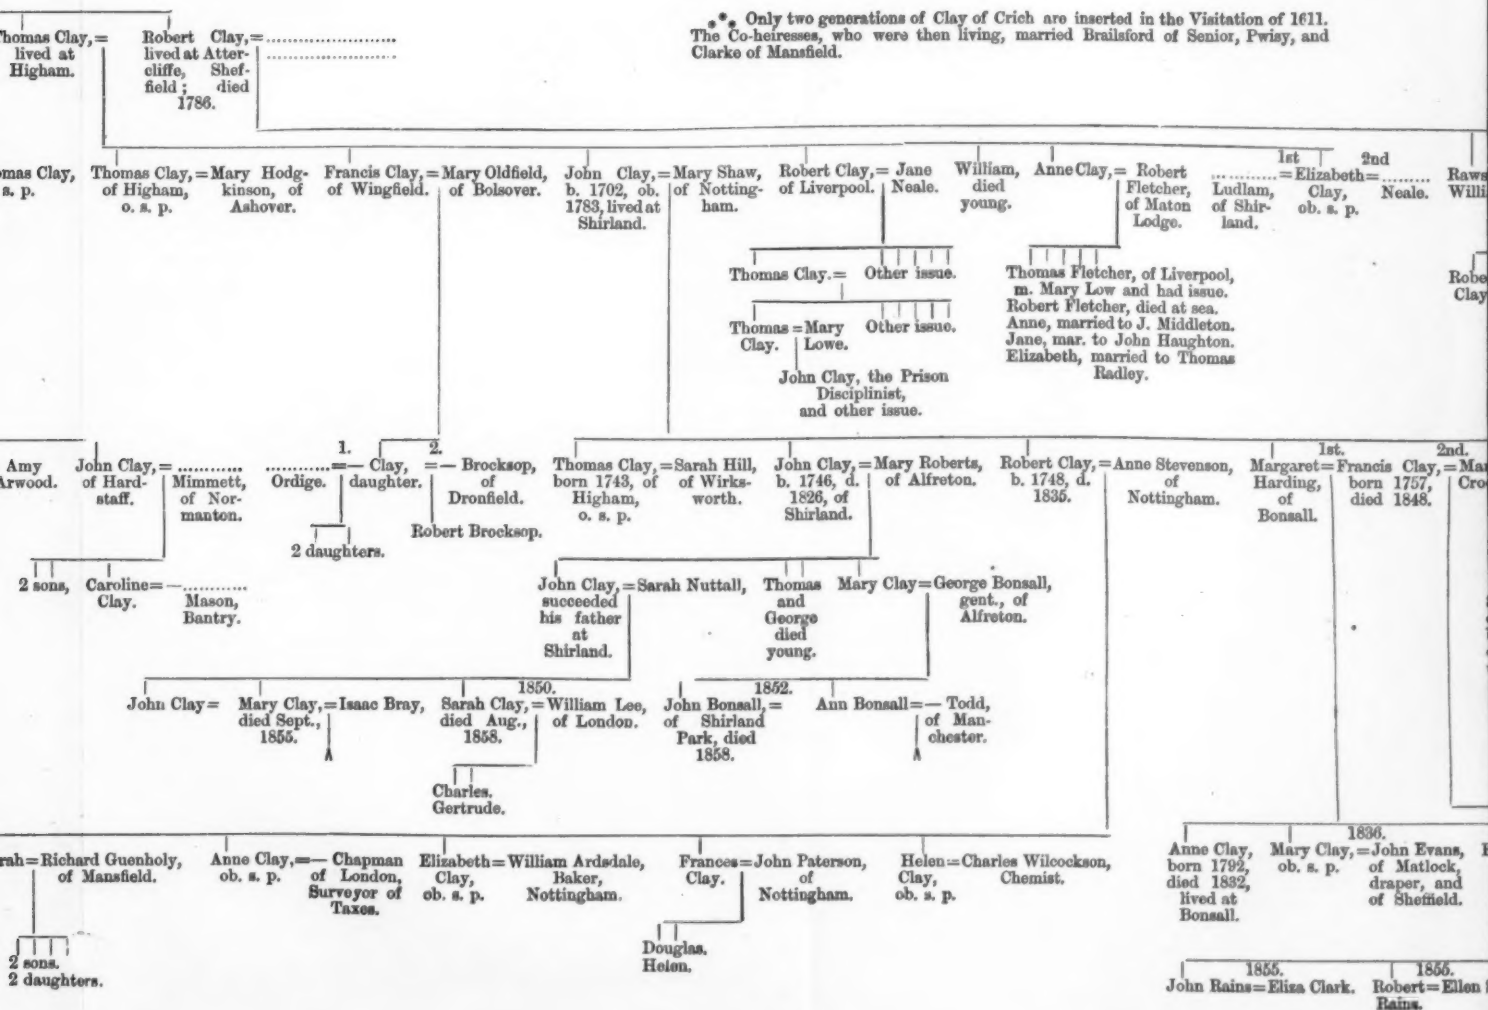 ⁂ Only two generations of Clay of Crich are inserted in the Visitation of 1611.
The Co-heiresses, who were then living, married Brailsford of Senior, Pwisy, and
Clarke of Mansfield.
Thomas Clay,=
lived at
Higham.
Robert Clay,=......................
lived at Atter-
cliffe, Shef-
field; died
1786.
Thomas Clay,
s. p.
Thomas Clay,=Mary Hodg-
of Higham, kinson, of
o. s. p. Ashover.
Francis Clay,=Mary Oldfield,
of Wingfield. of Bolsover.
John Clay,=Mary Shaw,
b. 1702, ob. of Notting-
1783, lived at ham.
Shirland.
Robert Clay,=Jane
of Liverpool. Neale.
William,
died
young.
Anne Clay,=Robert
Fletcher,
of Maton
Lodge.
1st 2nd
............=Elizabeth=........
Ludlam, Clay, Neale.
of Shir- ob. s. p.
land.
Raws
Willi
Thomas Clay.= Other issue.
Thomas=Mary Other issue.
Clay. Lowe.
John Clay, the Prison
Disciplinist,
and other issue.
Thomas Fletcher, of Liverpool,
m. Mary Low and had issue.
Robert Fletcher, died at sea.
Anne, married to J. Middleton.
Jane, mar. to John Haughton.
Elizabeth, married to Thomas
Radley.
Robe
Clay
Amy
Arwood.
John Clay,=............
of Hard- Mimmett,
staff. of Nor-
manton.
1. 2.
............=— Clay, =— Brocksop,
Ordige. daughter. of
Dronfield.
2 daughters.
Robert Brocksop.
Thomas Clay,=Sarah Hill,
born 1743, of of Wirks-
Higham, worth.
o. s. p.
John Clay,=Mary Roberts,
b. 1746, d. of Alfreton.
1826, of
Shirland.
Robert Clay,=Anne Stevenson,
b. 1748, d. of
1835. Nottingham.
1st. 2nd.
Margaret=Francis Clay,=Mar
Harding, born 1757, Cro
of died 1848.
Bonsall.
2 sons, Caroline=—............
Clay. Mason,
Bantry.
John Clay,=Sarah Nuttall,
succeeded
his father
at
Shirland.
Thomas
and
George
died
young.
Mary Clay=George Bonsall,
gent., of
Alfreton.
John Clay=
Mary Clay,=Isaac Bray,
died Sept.,
1855.
1850.
Sarah Clay,=William Lee,
died Aug., of London.
1858.
Charles.
Gertrude.
1852.
John Bonsall,=
of Shirland
Park, died
1858.
Ann Bonsall=— Todd,
of Man-
chester.
rah=Richard Guenholy,
of Mansfield.
2 sons.
2 daughters.
Anne Clay,=— Chapman
ob. s. p. of London,
Surveyor of
Taxes.
Elizabeth=William Ardsdale,
Clay, Baker,
ob. s. p. Nottingham.
Frances=John Paterson,
Clay. of
Nottingham.
Douglas.
Helen.
Helen=Charles Wilcockson,
Clay, Chemist.
ob. s. p.
Anne Clay,
born 1792,
died 1832,
lived at
Bonsall.
1836.
Mary Clay,=John Evans,
ob. s. p. of Matlock,
draper, and
of Sheffield.
1855.
John Rains=Eliza Clark.
1855.
Robert=Ellen
Rains.